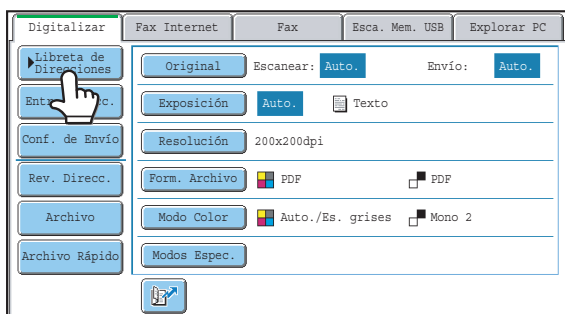 Digitalizar Fax Internet Fax Esca. Mem. USB Explorar PC
Libreta de
Direcciones
Original Escanear: Auto. Envío: Auto.
Exposición Auto. Texto
Conf. de Envío Resolución 200x200dpi
Rev. Direcc. Form. Archivo PDF PDF
Archivo Modo Color Auto./Es. grises Mono 2
Archivo Rápido Modos Espec.